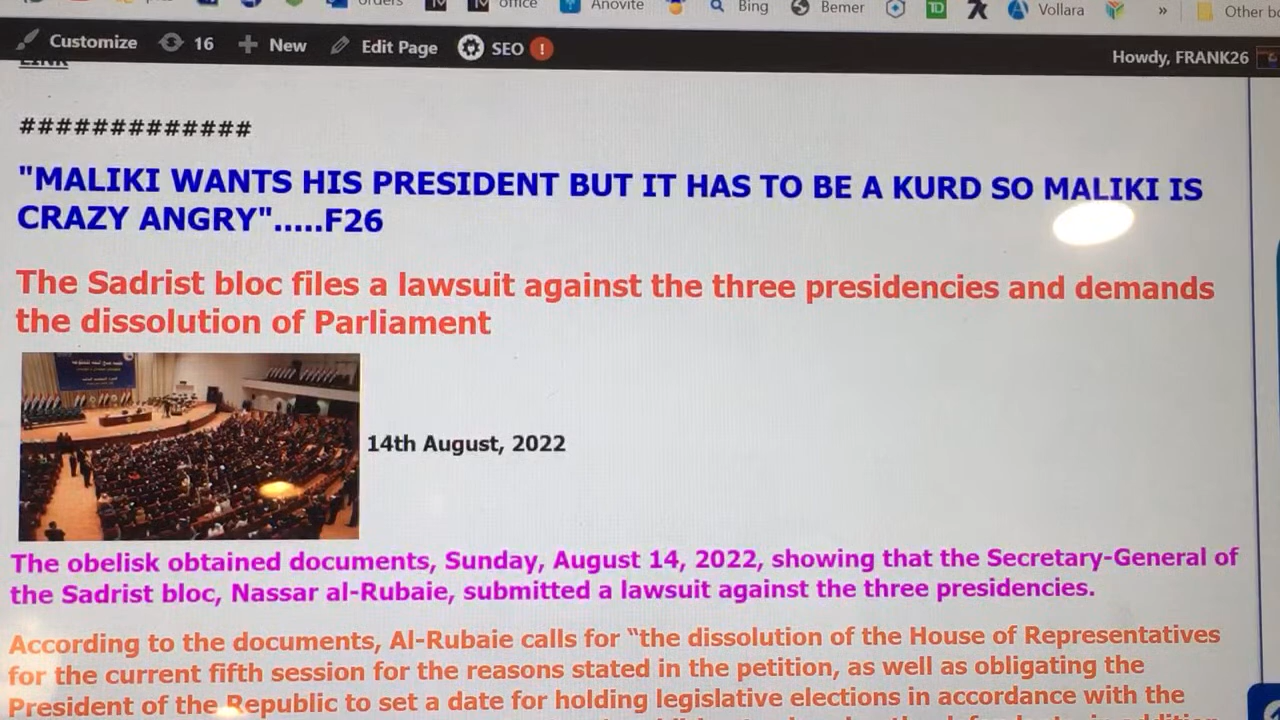 orders
office
Anovite
Bing
Bemer
TD
Vollara
»
Other bo
Customize 16 + New Edit Page SEO !
Howdy, FRANK26
LINK
#############
"MALIKI WANTS HIS PRESIDENT BUT IT HAS TO BE A KURD SO MALIKI IS
CRAZY ANGRY".....F26
The Sadrist bloc files a lawsuit against the three presidencies and demands
the dissolution of Parliament
14th August, 2022
The obelisk obtained documents, Sunday, August 14, 2022, showing that the Secretary-General of
the Sadrist bloc, Nassar al-Rubaie, submitted a lawsuit against the three presidencies.
According to the documents, Al-Rubaie calls for “the dissolution of the House of Representatives
for the current fifth session for the reasons stated in the petition, as well as obligating the
President of the Republic to set a date for holding legislative elections in accordance with the